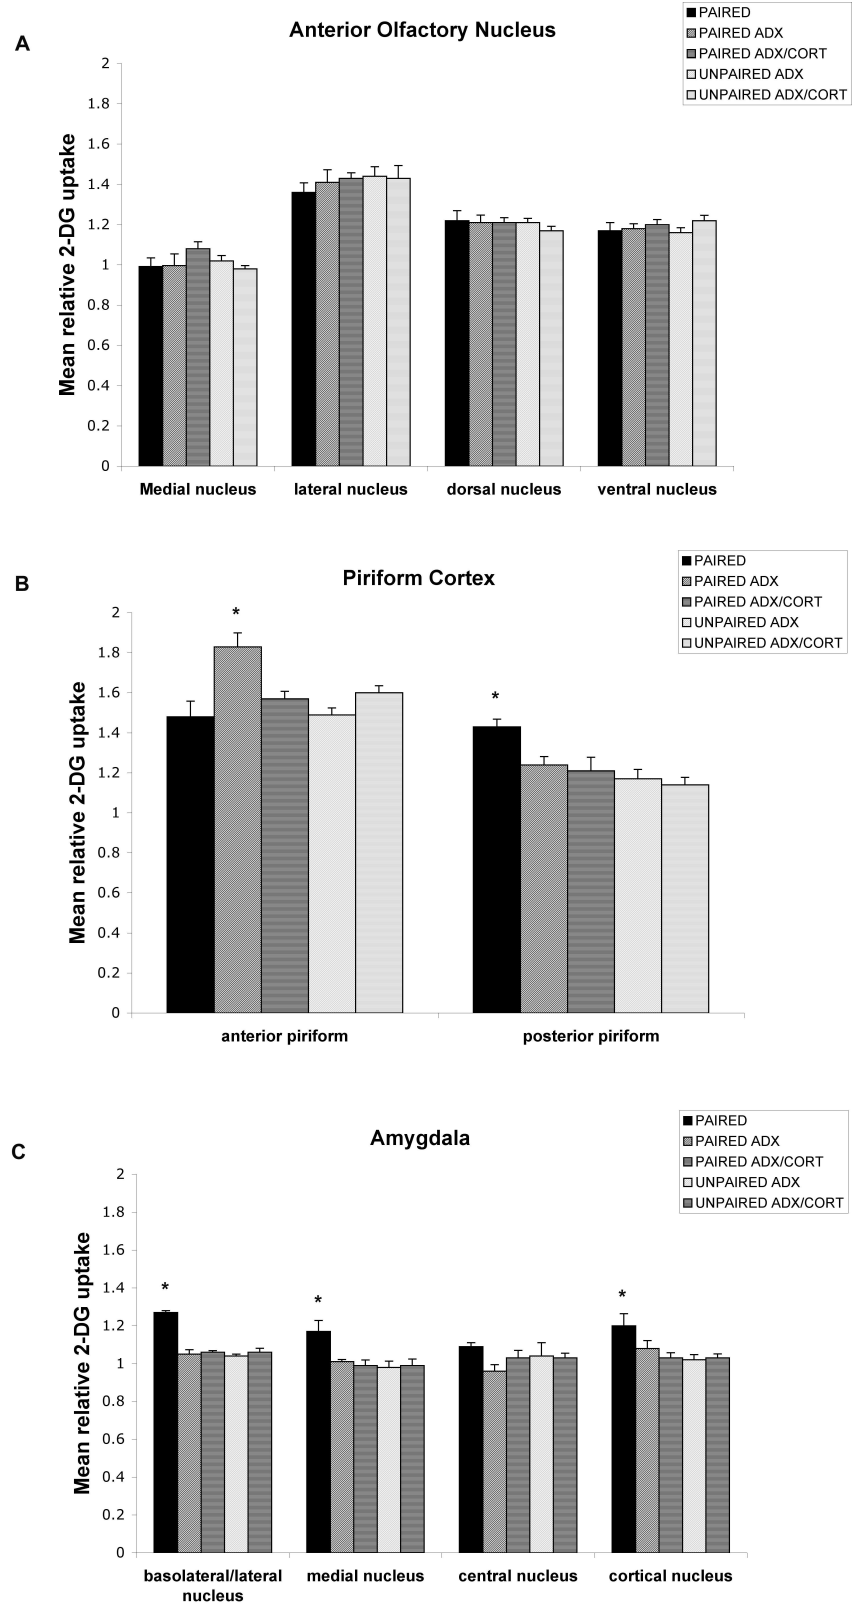 A
Anterior Olfactory Nucleus
PAIRED
PAIRED ADX
PAIRED ADX/CORT
UNPAIRED ADX
UNPAIRED ADX/CORT
Mean relative 2-DG uptake
2
1.8
1.6
1.4
1.2
1
0.8
0.6
0.4
0.2
0
Medial nucleus
lateral nucleus
dorsal nucleus
ventral nucleus
B
Piriform Cortex
PAIRED
PAIRED ADX
PAIRED ADX/CORT
UNPAIRED ADX
UNPAIRED ADX/CORT
Mean relative 2-DG uptake
2
1.8
1.6
1.4
1.2
1
0.8
0.6
0.4
0.2
0
*
*
anterior piriform
posterior piriform
C
Amygdala
PAIRED
PAIRED ADX
PAIRED ADX/CORT
UNPAIRED ADX
UNPAIRED ADX/CORT
Mean relative 2-DG uptake
2
1.8
1.6
1.4
1.2
1
0.8
0.6
0.4
0.2
0
*
*
*
basolateral/lateral
nucleus
medial nucleus
central nucleus
cortical nucleus